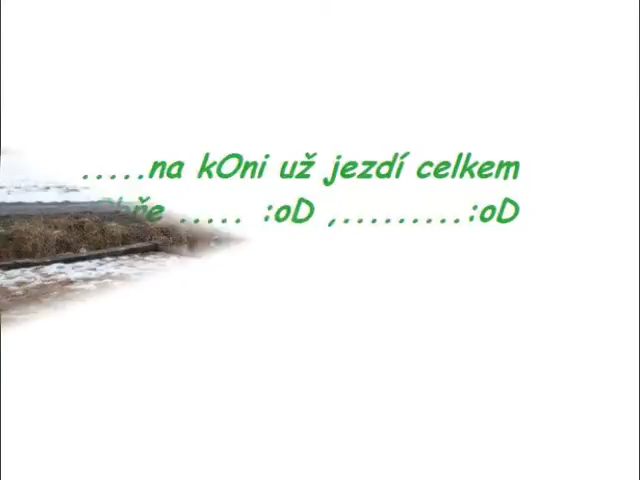 .....na kOni už jezdí celkem
..... :oD ,.........:oD